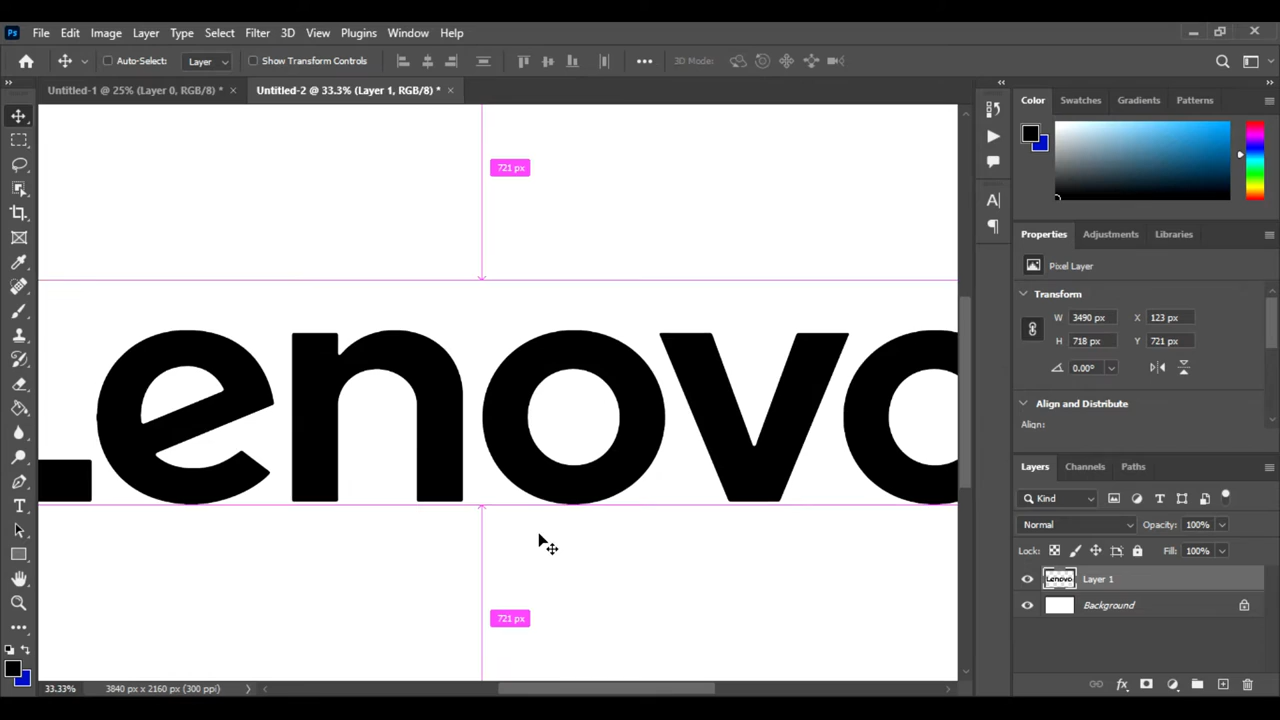 Ps File Edit Image Layer Type Select Filter 3D View Plugins Window Help
Auto-Select: Layer Show Transform Controls 3D Mode:
Untitled-1 @ 25% (Layer 0, RGB/8) * × Untitled-2 @ 33.3% (Layer 1, RGB/8) * ×
Color Swatches Gradients Patterns
721 px
Properties Adjustments Libraries
Pixel Layer
Transform
W 3490 px X 123 px
H 718 px Y 721 px
0.00°
Align and Distribute
Align:
Lenovo
Layers Channels Paths
Kind
Normal Opacity: 100%
Lock: Fill: 100%
Lenovo Layer 1
Background
721 px
33.33% 3840 px x 2160 px (300 ppi)